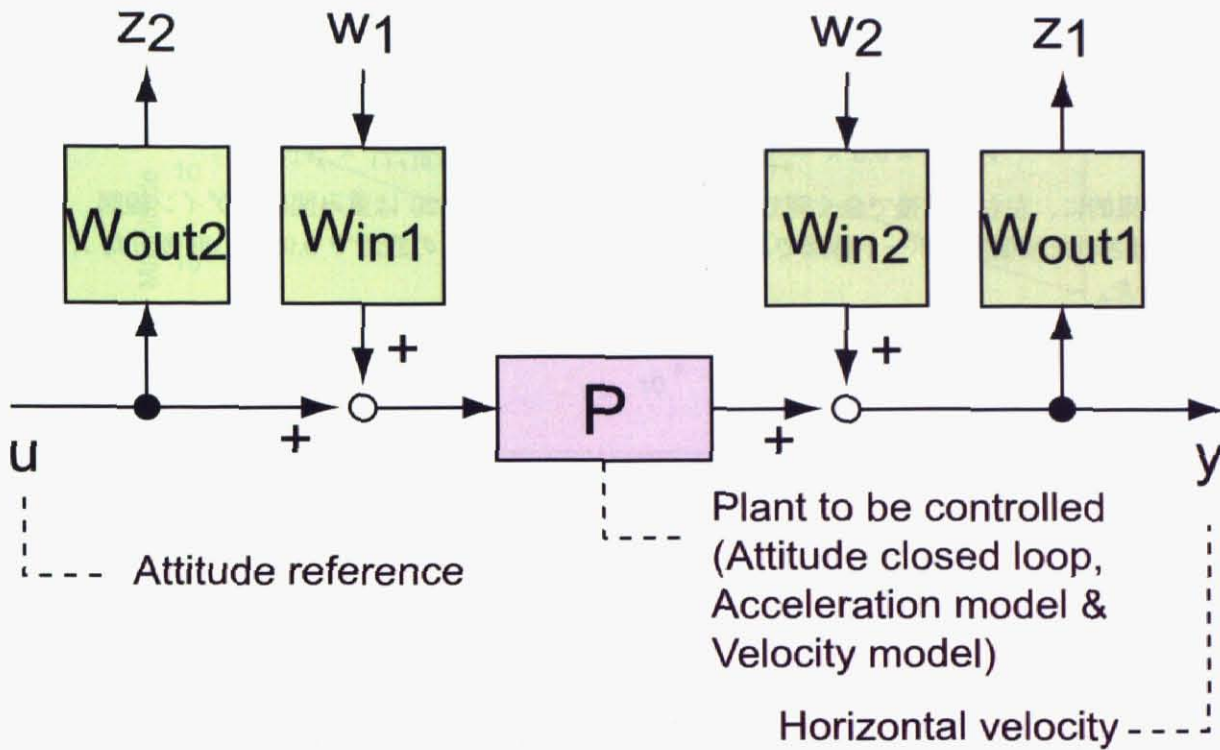 z2 w1 w2 z1
Wout2 Win1 Win2 Wout1
+ +
P
+ +
u y
Attitude reference
Plant to be controlled
(Attitude closed loop,
Acceleration model &
Velocity model)
Horizontal velocity